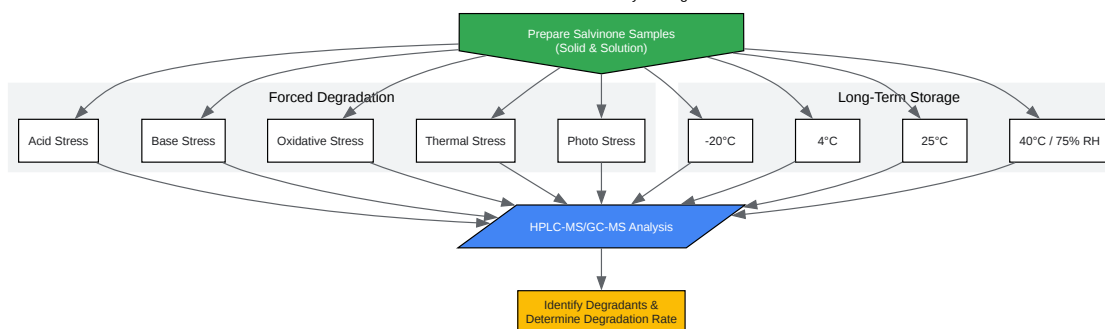 Prepare Salvinone Samples
(Solid & Solution)
Forced Degradation
Long-Term Storage
Acid Stress
Base Stress
Oxidative Stress
Thermal Stress
Photo Stress
-20°C
4°C
25°C
40°C / 75% RH
HPLC-MS/GC-MS Analysis
Identify Degradants &
Determine Degradation Rate